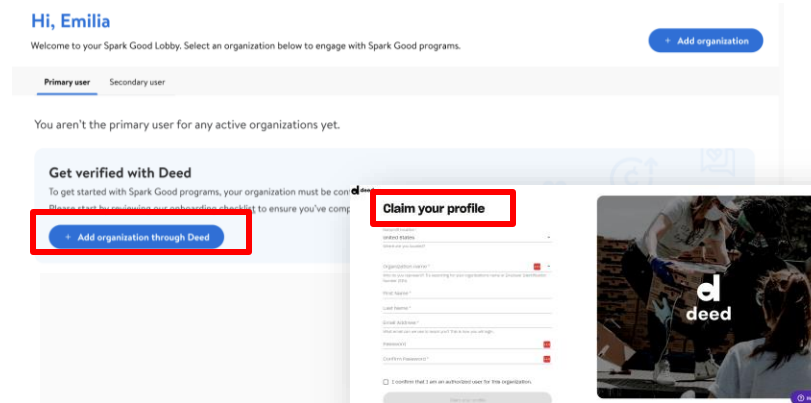 Hi, Emilia
Welcome to your Spark Good Lobby. Select an organization below to engage with Spark Good programs.
+ Add organization
Primary user
Secondary user
You aren't the primary user for any active organizations yet.
Get verified with Deed
To get started with Spark Good programs, your organization must be con
Please start by reviewing our onboarding checklist to ensure you've comp
+ Add organization through Deed
d deed
Claim your profile
United States
Where are you located?
Organization name *
First Name *
Last Name *
Email Address *
Password
Confirm Password *
I confirm that I am an authorized user for this organization.
Claim your profile
d
deed